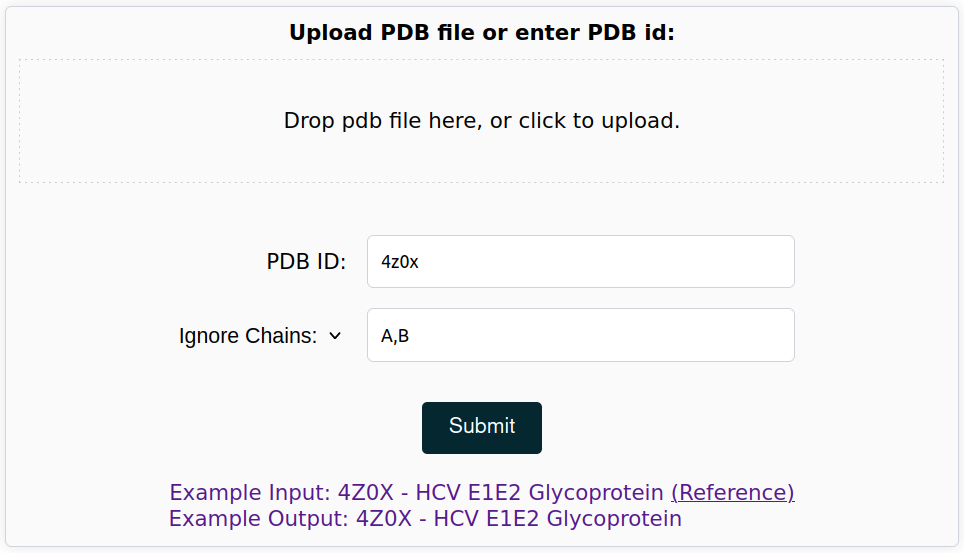 Upload PDB file or enter PDB id:
Drop pdb file here, or click to upload.
PDB ID: 4z0x
Ignore Chains: A,B
Submit
Example Input: 4Z0X - HCV E1E2 Glycoprotein (Reference)
Example Output: 4Z0X - HCV E1E2 Glycoprotein